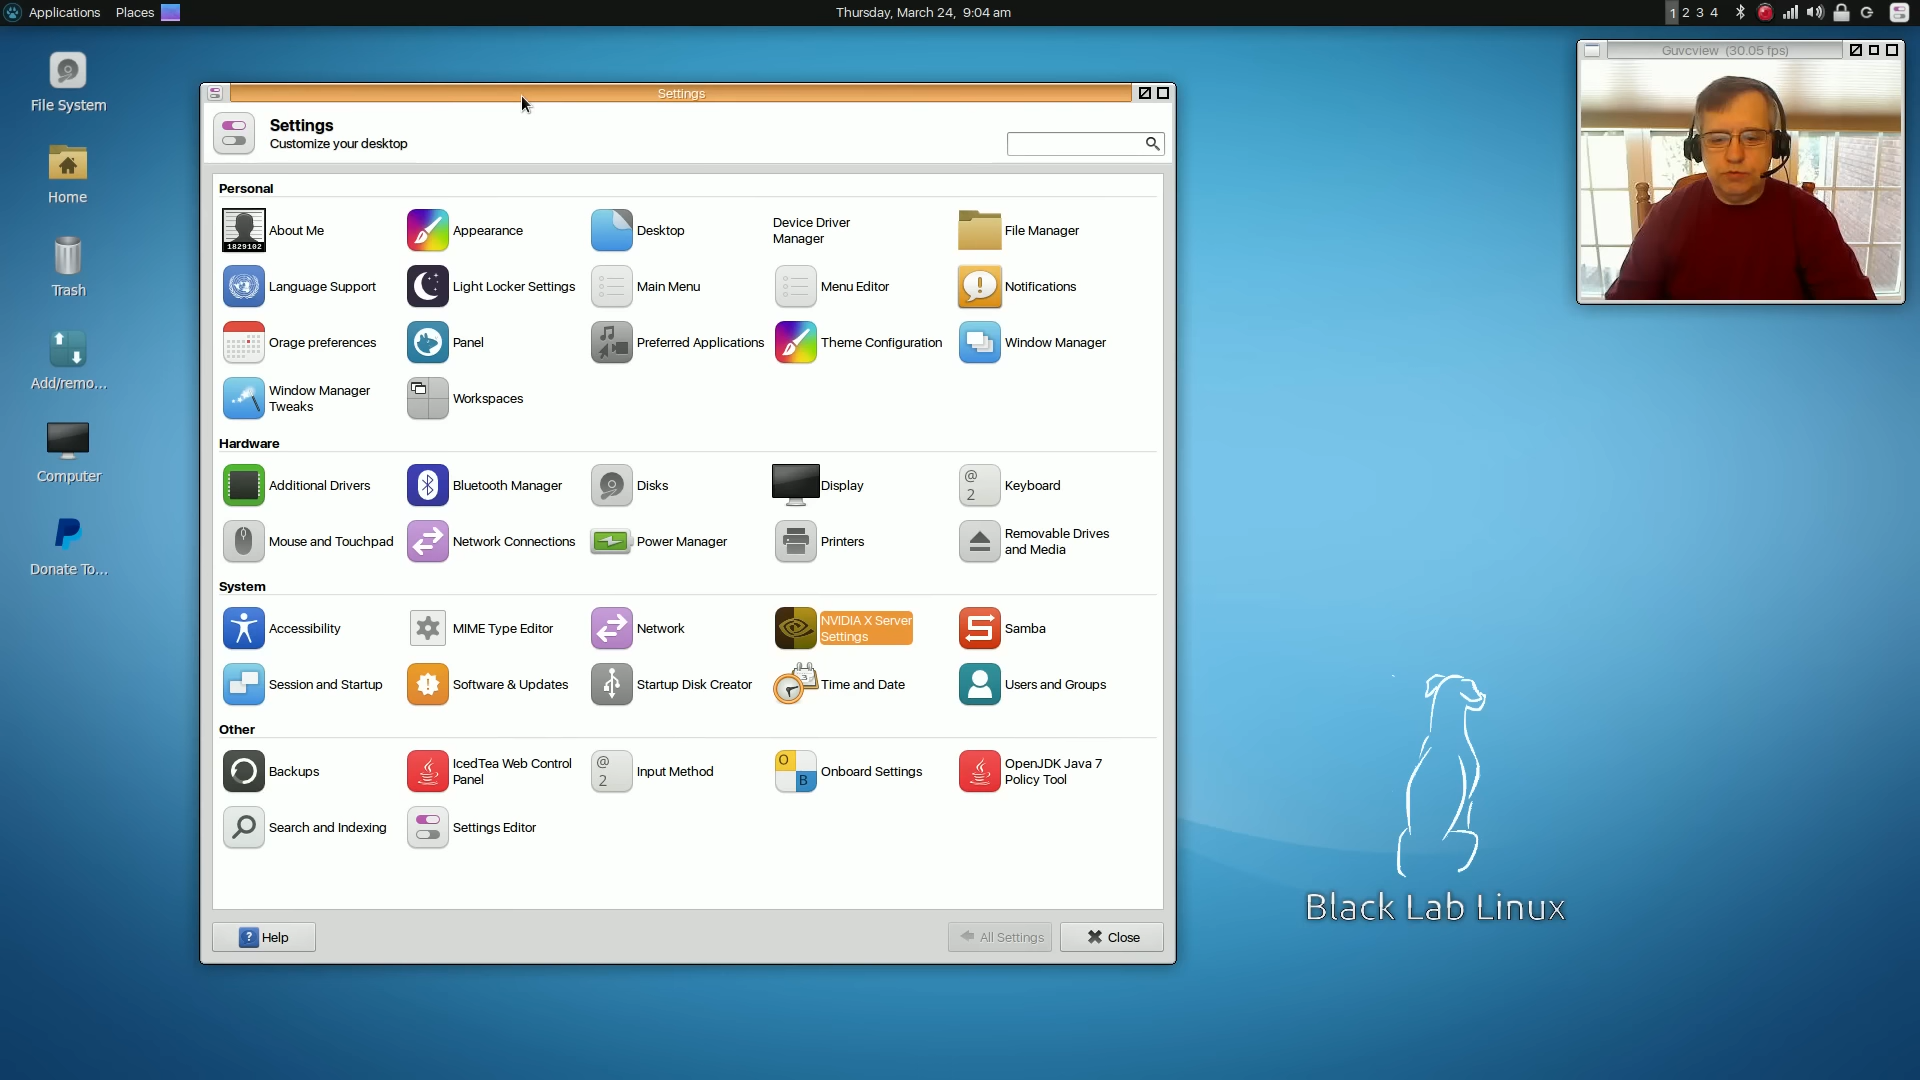 Applications Places
Thursday, March 24, 9:04 am
1 2 3 4
File System
Home
Trash
Add/remo...
Computer
Donate To...
Guvcview (30.05 fps)
Settings
Settings
Customize your desktop
Personal
About Me
1829102
Appearance
Desktop
Device Driver
Manager
File Manager
Language Support
Light Locker Settings
Main Menu
Menu Editor
Notifications
Orage preferences
Panel
Preferred Applications
Theme Configuration
Window Manager
Window Manager
Tweaks
Workspaces
Hardware
Additional Drivers
Bluetooth Manager
Disks
Display
@
2
Keyboard
Mouse and Touchpad
Network Connections
Power Manager
Printers
Removable Drives
and Media
System
Accessibility
MIME Type Editor
Network
NVIDIA X Server
Settings
Samba
Session and Startup
Software & Updates
Startup Disk Creator
3
Time and Date
Users and Groups
Other
Backups
IcedTea Web Control
Panel
@
2
Input Method
O
B
Onboard Settings
OpenJDK Java 7
Policy Tool
Search and Indexing
Settings Editor
? Help
All Settings
Close
Black Lab Linux